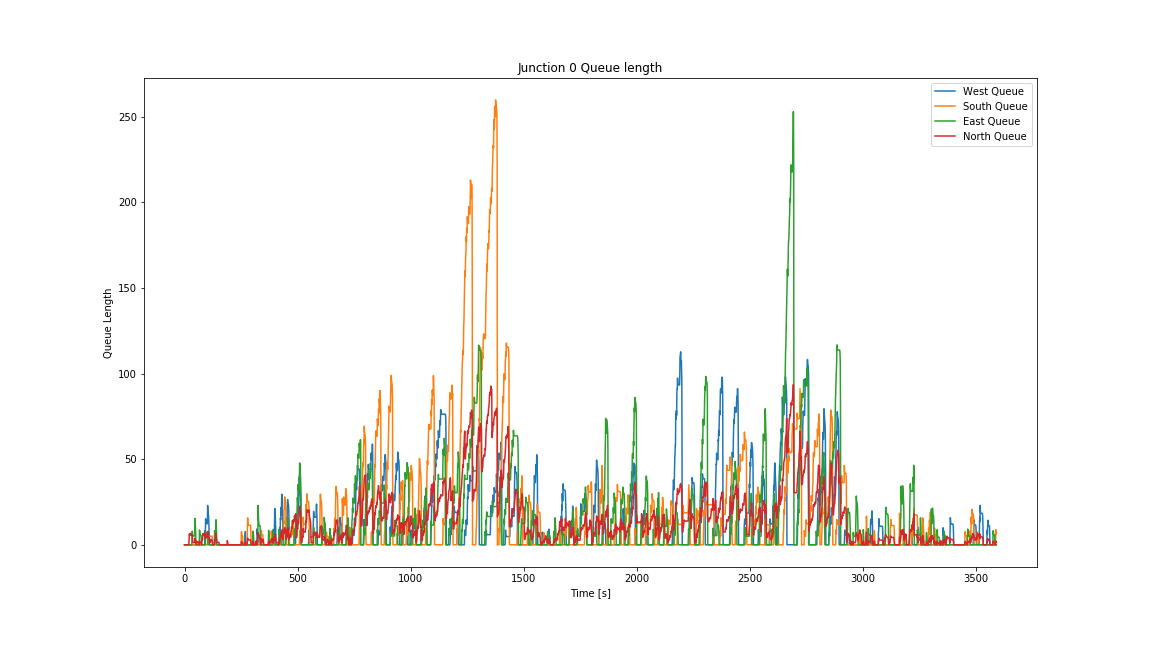 Junction 0 Queue length
West Queue
South Queue
East Queue
North Queue
Queue Length
250
200
150
100
50
0
0 500 1000 1500 2000 2500 3000 3500
Time [s]